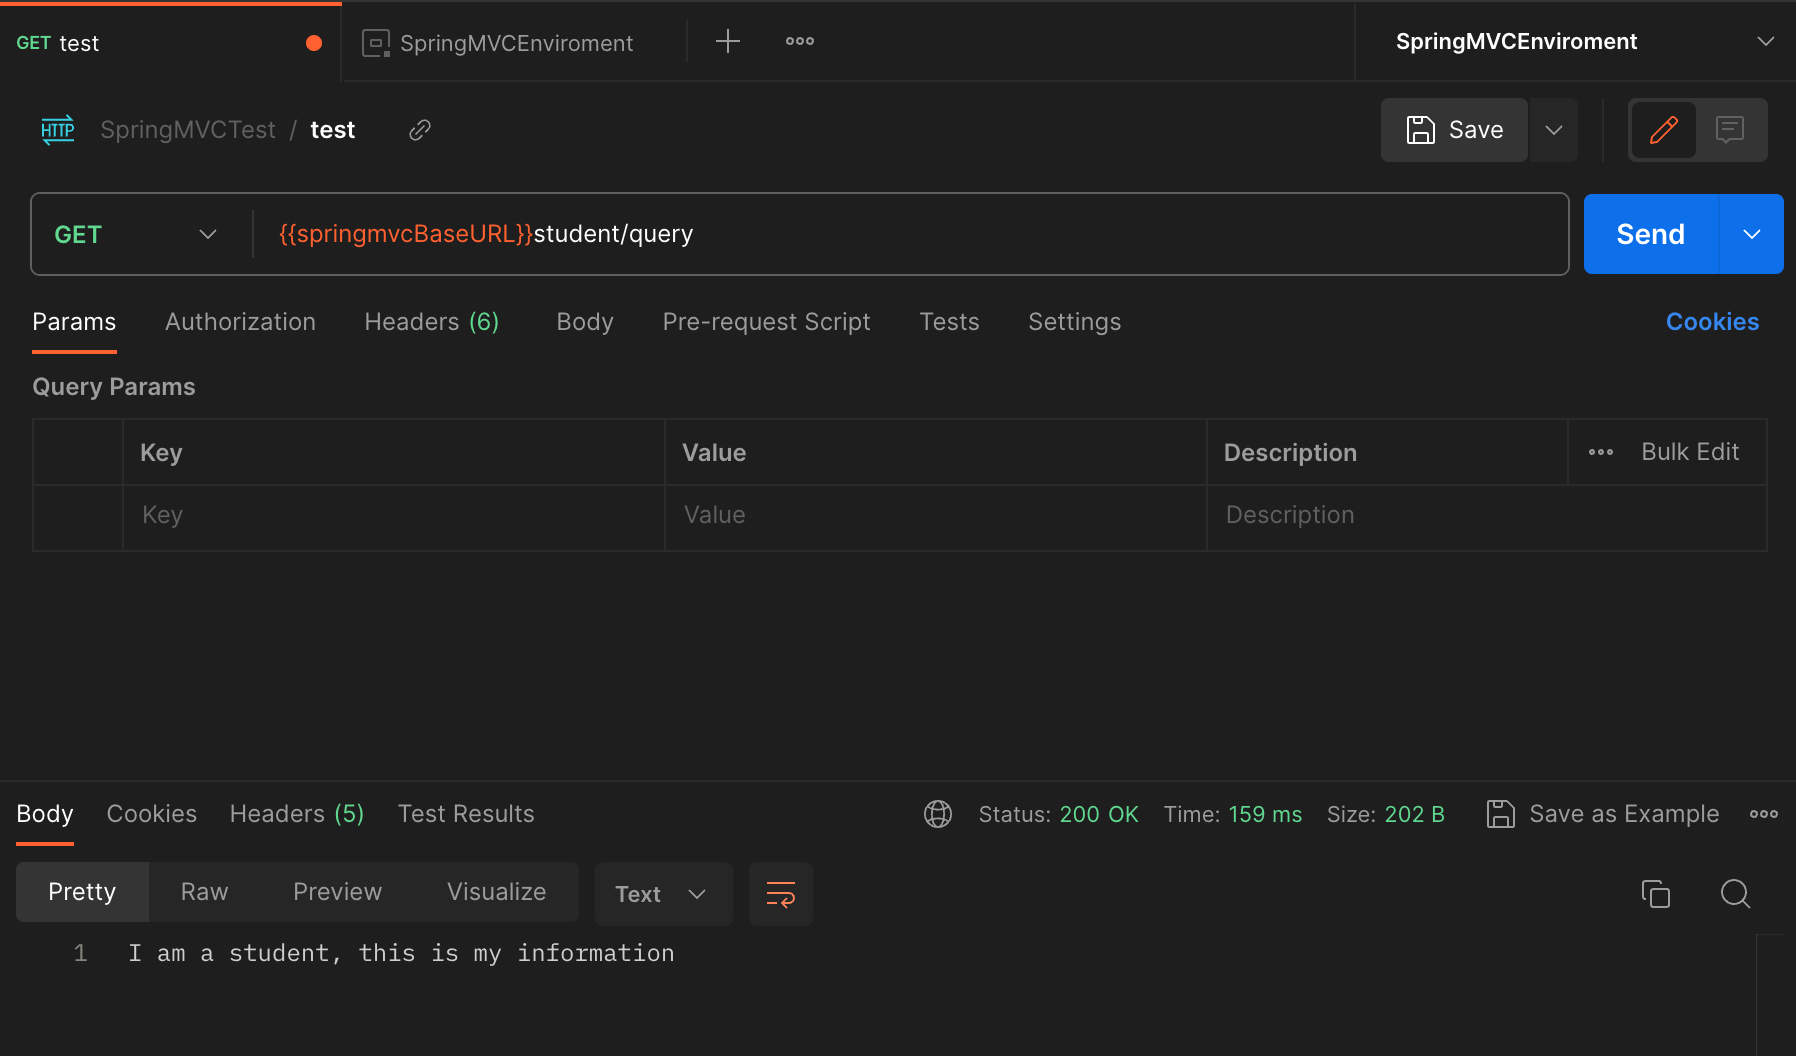 GET test SpringMVCEnviroment SpringMVCEnviroment
HTTP SpringMVCTest / test Save
GET {{springmvcBaseURL}}student/query Send
Params Authorization Headers (6) Body Pre-request Script Tests Settings Cookies
Query Params
Key Value Description Bulk Edit
Key Value Description
Body Cookies Headers (5) Test Results Status: 200 OK Time: 159 ms Size: 202 B Save as Example
Pretty Raw Preview Visualize Text
1 I am a student, this is my information